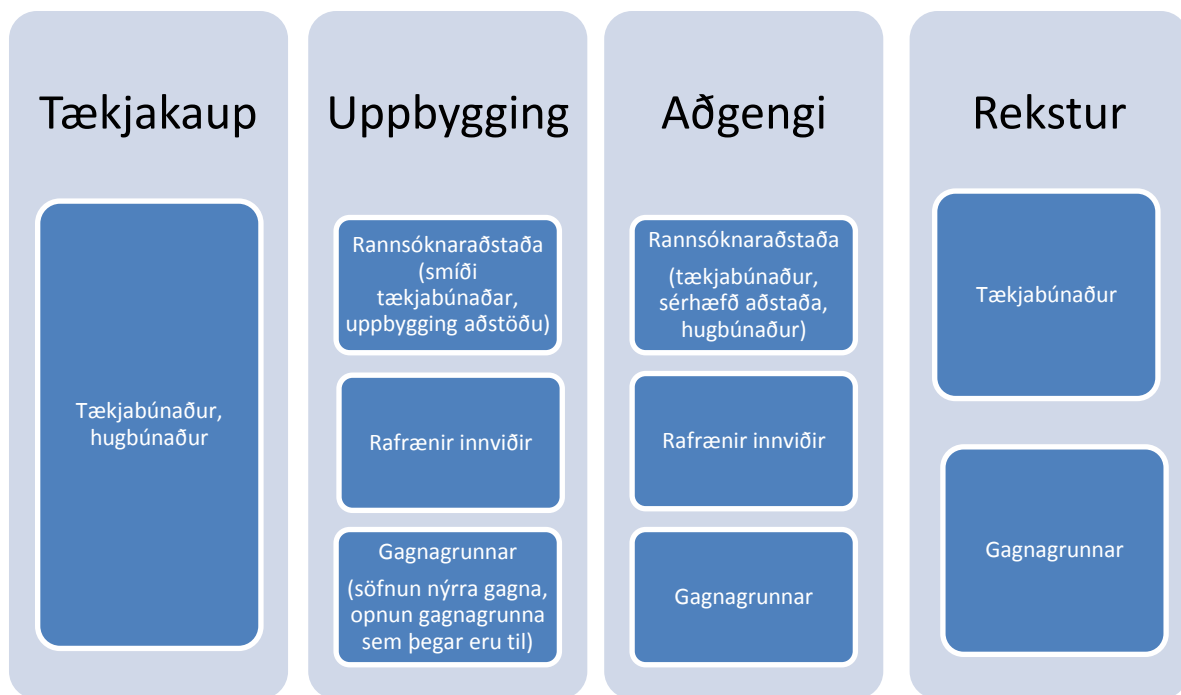 Tækjakaup
Tækjabúnaður,
hugbúnaður
Uppbygging
Rannsóknaraðstaða
(smíði
tækjabúnaðar,
uppbygging aðstöðu)
Rafrænir innviðir
Gagnagrunnar
(söfnun nýrra gagna,
opnun gagnagrunna
sem þegar eru til)
Aðgengi
Rannsóknaraðstaða
(tækjabúnaður,
sérhæfð aðstaða,
hugbúnaður)
Rafrænir innviðir
Gagnagrunnar
Rekstur
Tækjabúnaður
Gagnagrunnar